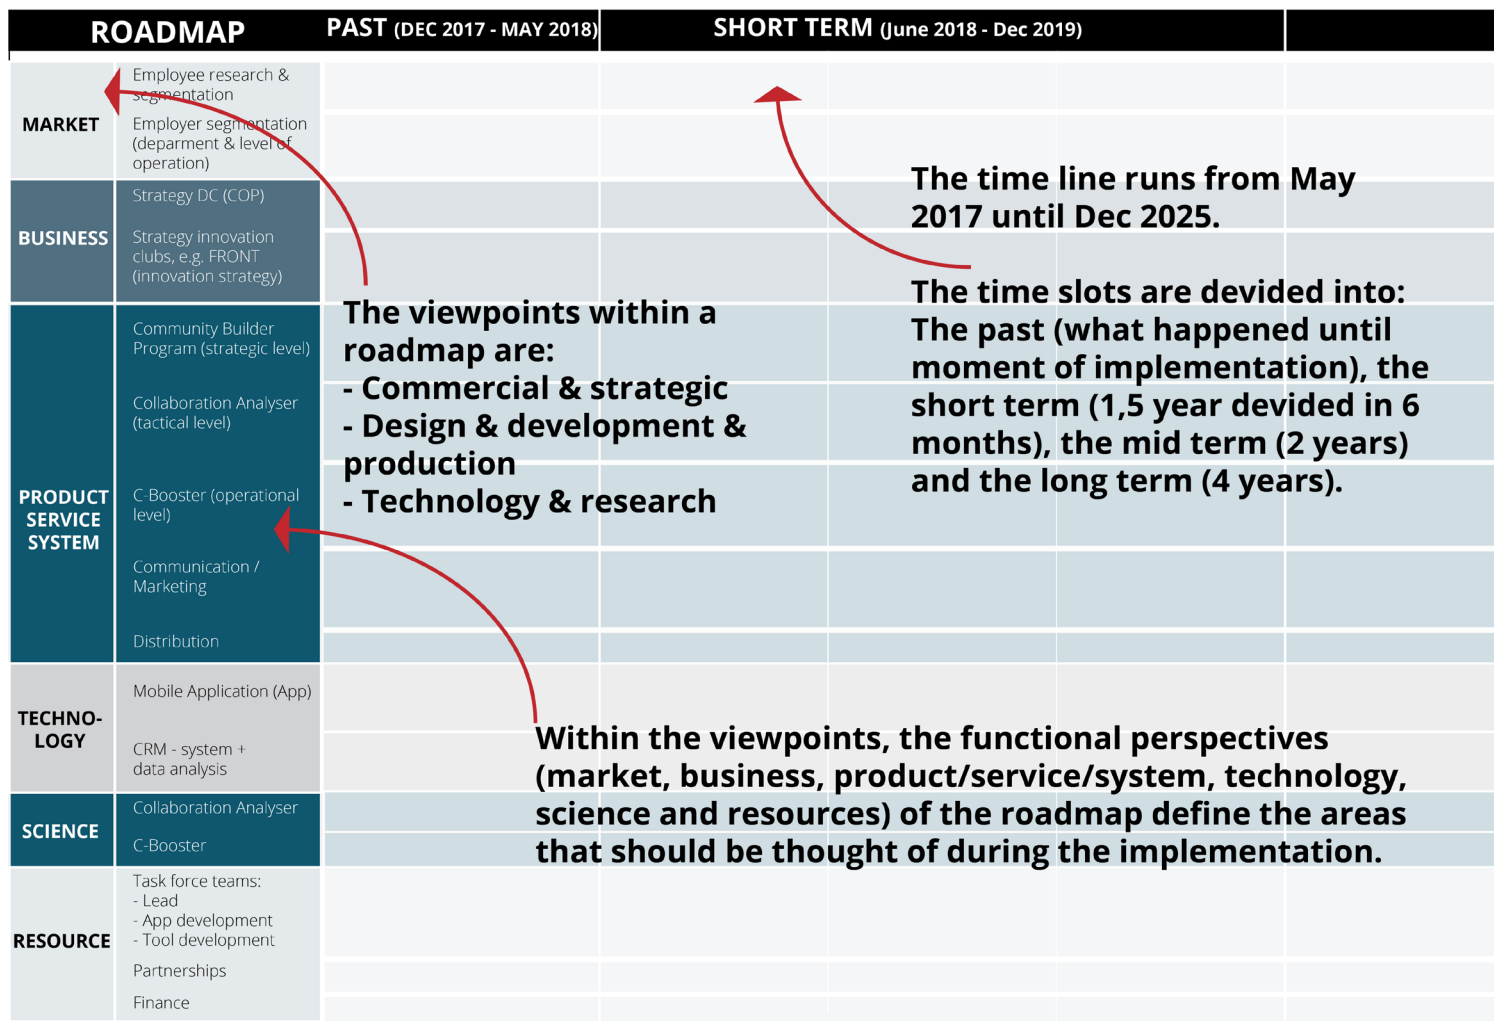 ROADMAP
PAST (DEC 2017 - MAY 2018)
SHORT TERM (June 2018 - Dec 2019)
MARKET
Employee research &
segmentation
Employer segmentation
(deparment & level of
operation)
BUSINESS
Strategy DC (COP)
Strategy innovation
clubs, e.g. FRONT
(innovation strategy)
PRODUCT
SERVICE
SYSTEM
Community Builder
Program (strategic level)
Collaboration Analyser
(tactical level)
C-Booster (operational
level)
Communication /
Marketing
Distribution
TECHNO-
LOGY
Mobile Application (App)
CRM - system +
data analysis
SCIENCE
Collaboration Analyser
C-Booster
RESOURCE
Task force teams:
- Lead
- App development
- Tool development
Partnerships
Finance
The viewpoints within a
roadmap are:
- Commercial & strategic
- Design & development &
production
- Technology & research
The time line runs from May
2017 until Dec 2025.
The time slots are devided into:
The past (what happened until
moment of implementation), the
short term (1,5 year devided in 6
months), the mid term (2 years)
and the long term (4 years).
Within the viewpoints, the functional perspectives
(market, business, product/service/system, technology,
science and resources) of the roadmap define the areas
that should be thought of during the implementation.